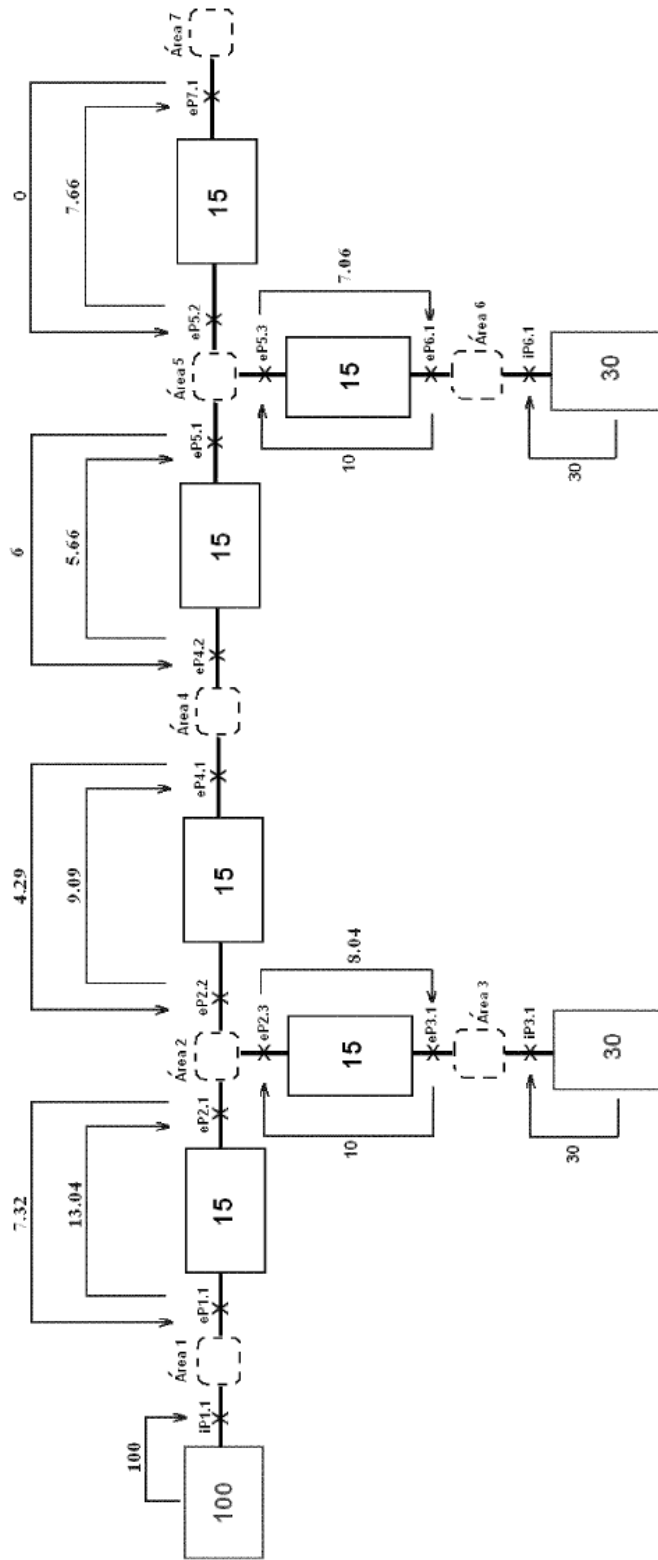 100
100
iP1.1
Área 1
eP1.1
7.32
13.04
15
eP2.1
Área 2
eP2.2
eP2.3
10
15
8.04
eP3.1
Área 3
iP3.1
30
30
4.29
9.09
15
eP4.1
Área 4
eP4.2
6
5.66
15
eP5.1
Área 5
eP5.2
eP5.3
10
15
7.06
eP6.1
Área 6
iP6.1
30
30
0
7.66
15
eP7.1
Área 7